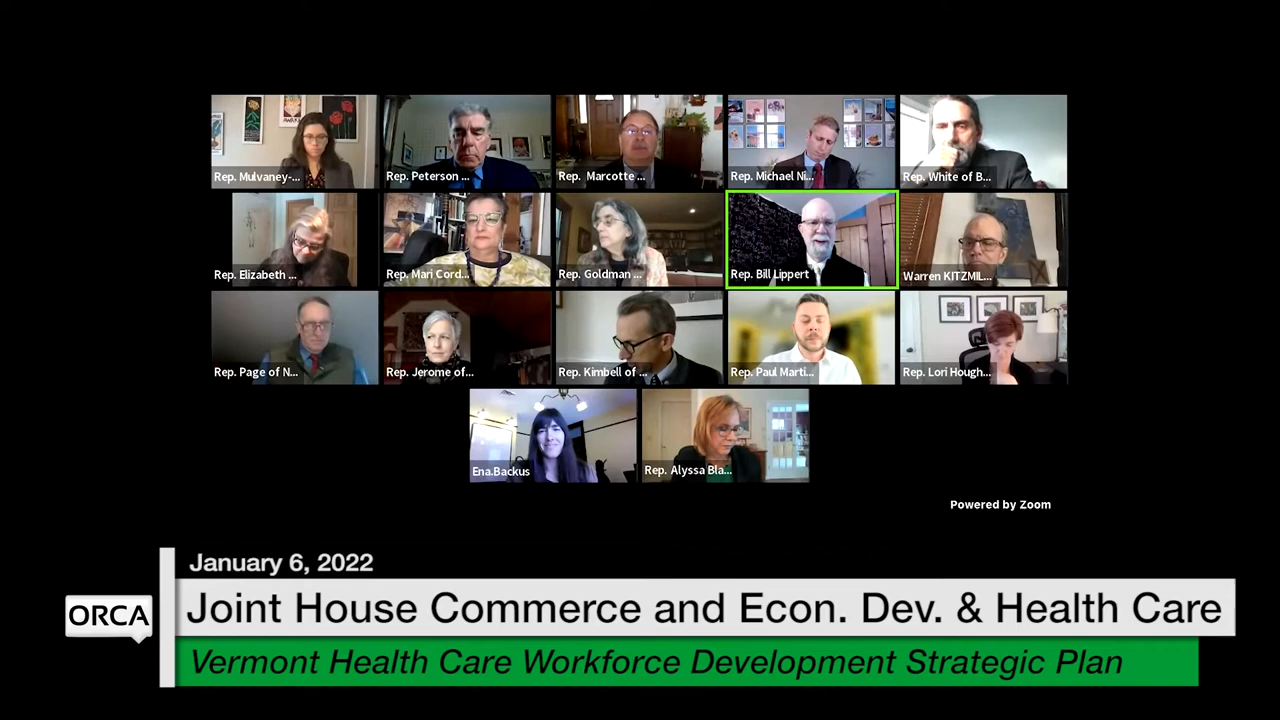 Rep. Mulvaney-...
Rep. Peterson ...
Rep. Marcotte ...
Rep. Michael Ni...
Rep. White of B...
Rep. Elizabeth ...
Rep. Mari Cord...
Rep. Goldman ...
Rep. Bill Lippert
Warren KITZMIL...
Rep. Page of N...
Rep. Jerome of...
Rep. Kimbell of ...
Rep. Paul Marti...
Rep. Lori Hough...
Ena.Backus
Rep. Alyssa Bla...
Powered by Zoom
January 6, 2022
ORCA
Joint House Commerce and Econ. Dev. & Health Care
Vermont Health Care Workforce Development Strategic Plan